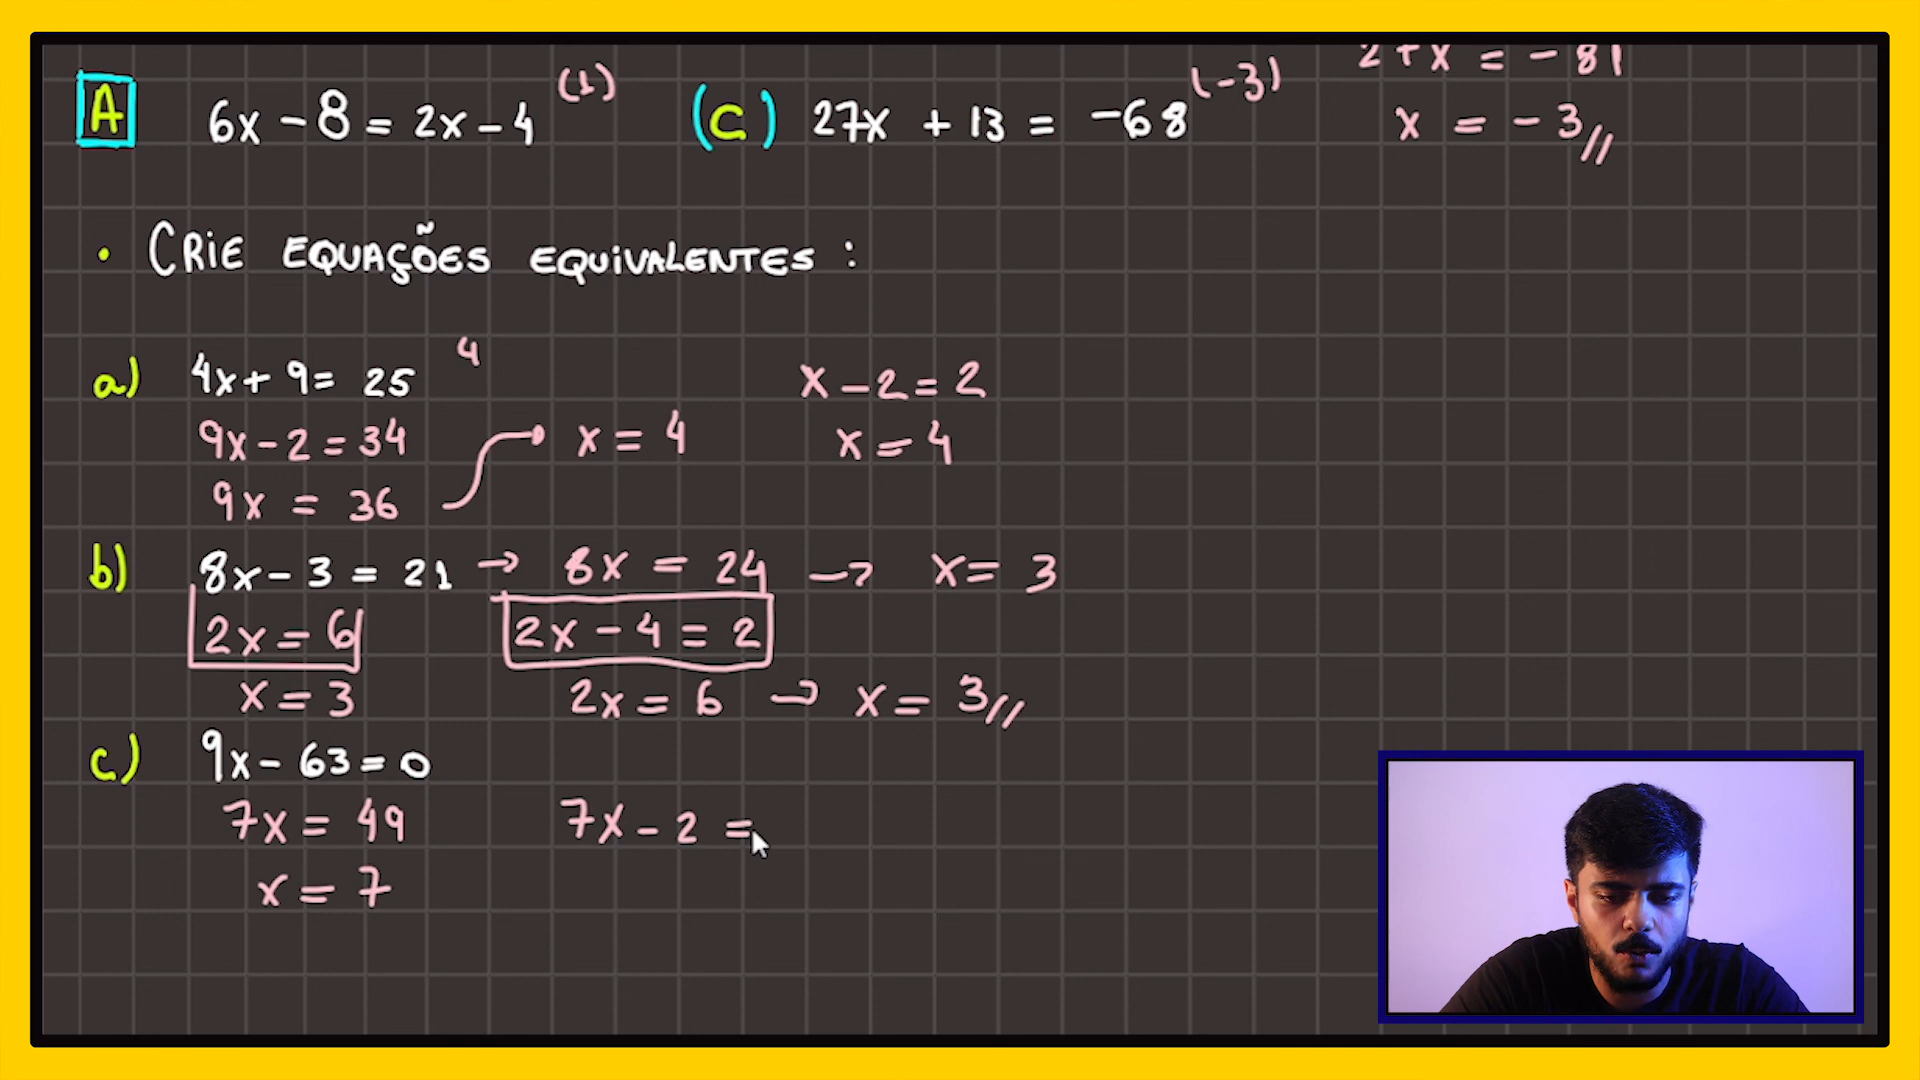 A 6x - 8 = 2x - 4 (1)
(C) 27x + 13 = -68 (-3)
27x = -81
x = -3//
• CRIE EQUAÇÕES EQUIVALENTES :
a) 4x + 9 = 25 4
9x - 2 = 34
9x = 36 x = 4
x - 2 = 2
x = 4
b) 8x - 3 = 21 → 8x = 24 → x = 3
2x = 6 2x - 4 = 2
x = 3 2x = 6 → x = 3//
c) 9x - 63 = 0
7x = 49 7x - 2 =
x = 7